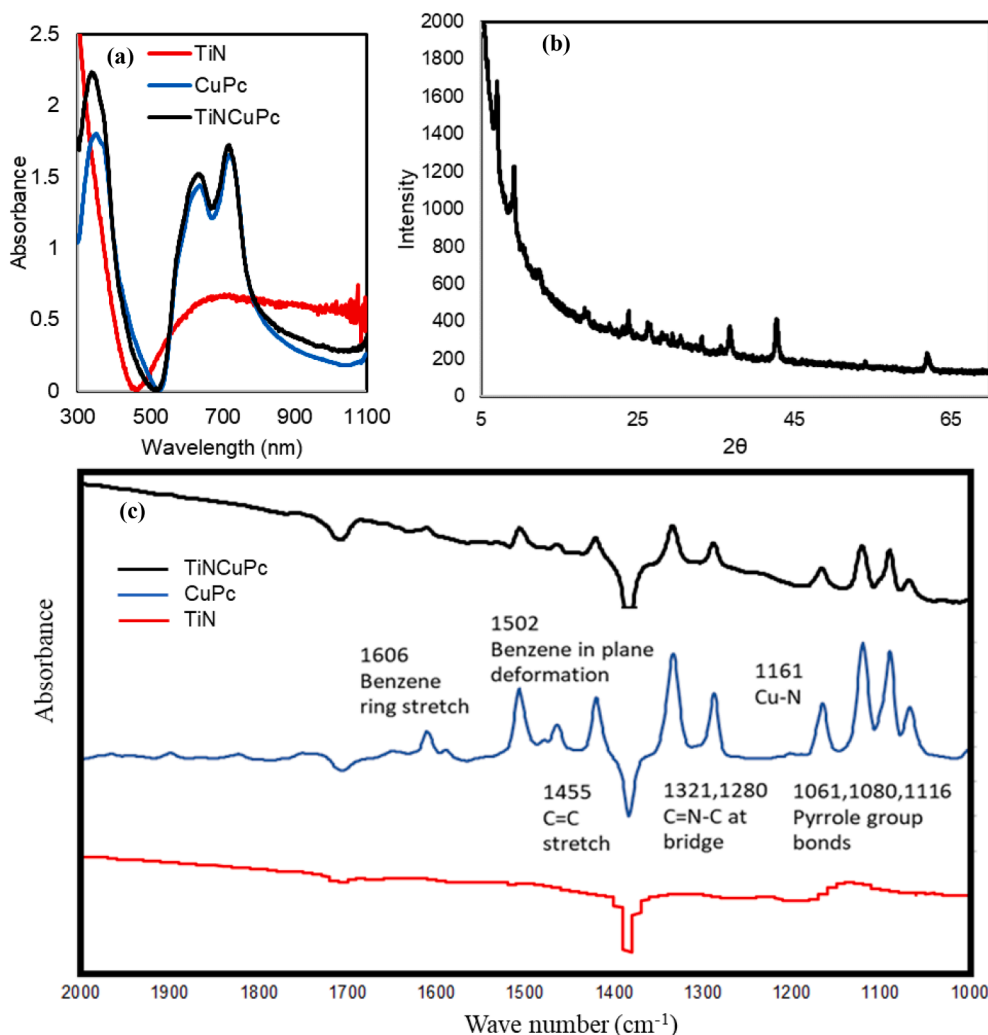 (a)
TiN
CuPc
TiNCuPc
2.5
2
1.5
1
0.5
0
Absorbance
300
500
700
900
1100
Wavelength (nm)
(b)
2000
1800
1600
1400
1200
1000
800
600
400
200
0
Intensity
5
25
45
65
2θ
(c)
TiNCuPc
CuPc
TiN
1606
Benzene
ring stretch
1502
Benzene in plane
deformation
1161
Cu-N
1455
C=C
stretch
1321,1280
C=N-C at
bridge
1061,1080,1116
Pyrrole group
bonds
Absorbance
2000
1900
1800
1700
1600
1500
1400
1300
1200
1100
1000
Wave number (cm⁻¹)